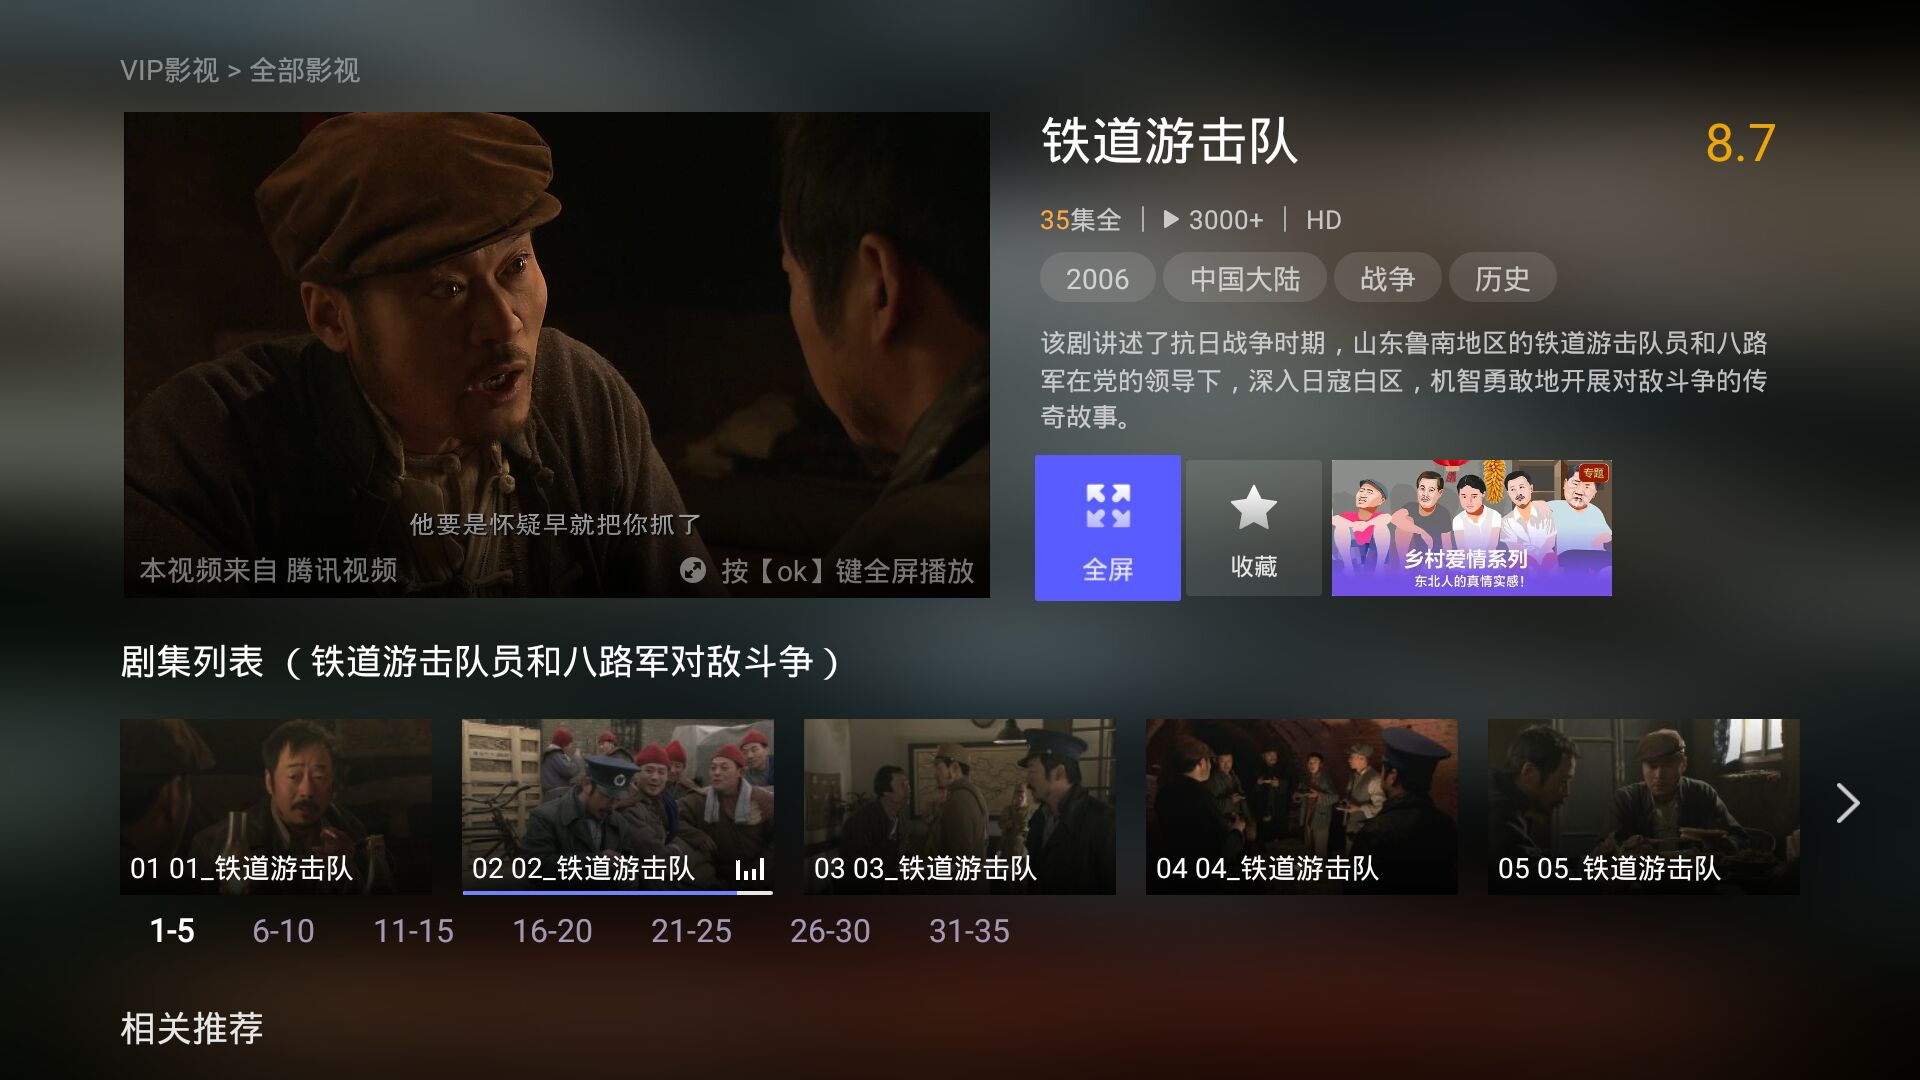 VIP影视 > 全部影视
铁道游击队
8.7
35集全 | 3000+ | HD
2006 中国大陆 战争 历史
该剧讲述了抗日战争时期，山东鲁南地区的铁道游击队员和八路
军在党的领导下，深入日寇白区，机智勇敢地开展对敌斗争的传
奇故事。
他要是怀疑早就把你抓了
本视频来自 腾讯视频
按【ok】键全屏播放
全屏
收藏
专题
乡村爱情系列
东北人的真情实感！
剧集列表 （铁道游击队员和八路军对敌斗争）
01 01_铁道游击队
02 02_铁道游击队
03 03_铁道游击队
04 04_铁道游击队
05 05_铁道游击队
1-5 6-10 11-15 16-20 21-25 26-30 31-35
相关推荐